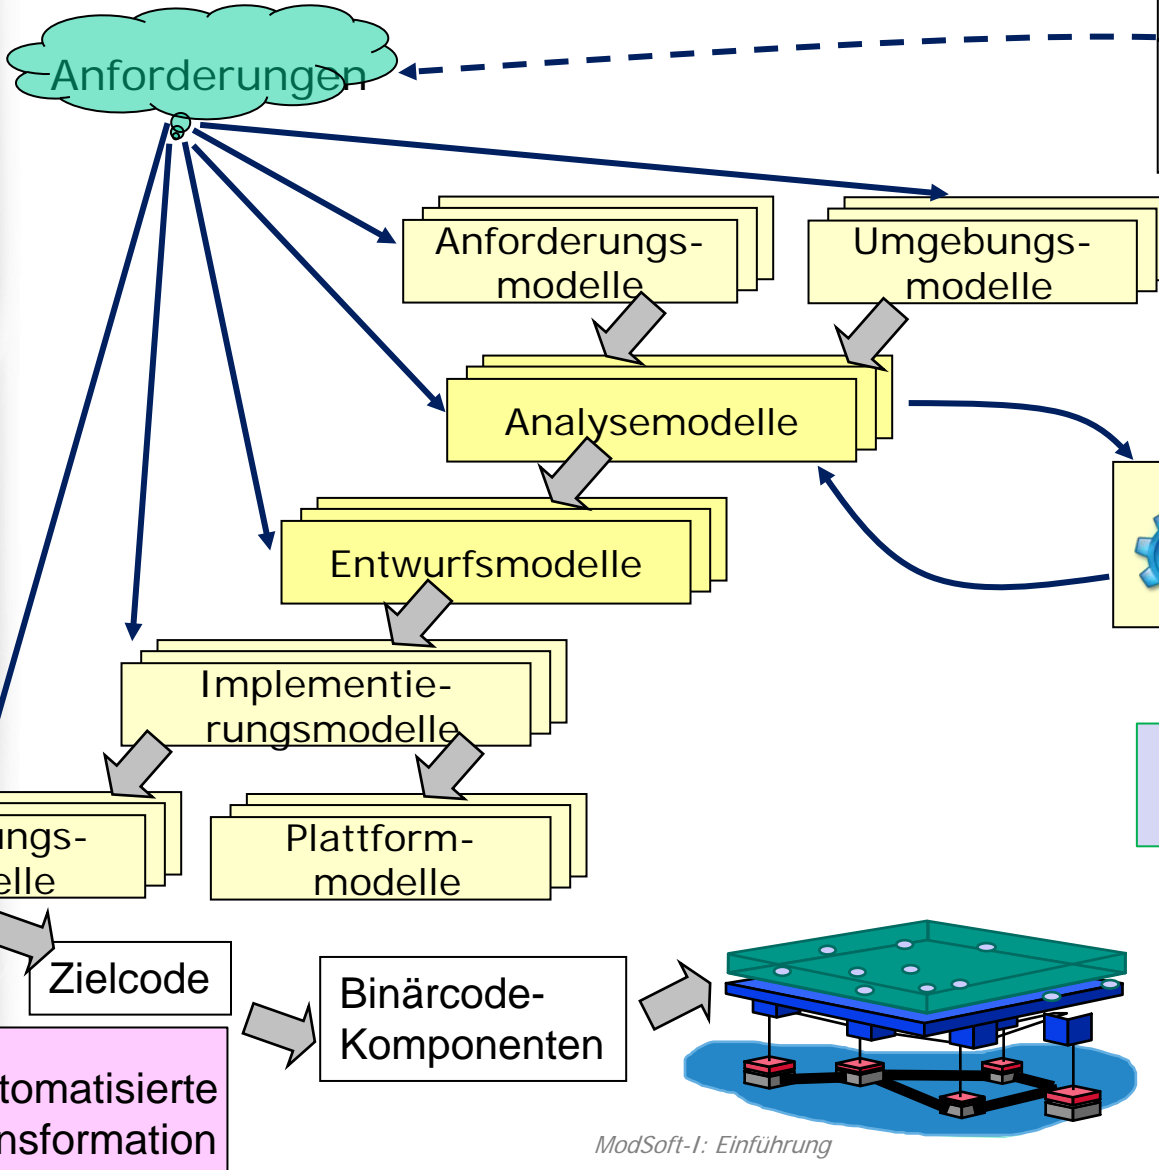 Anforderungen
Anforderungs-
modelle
Umgebungs-
modelle
Analysemodelle
Entwurfsmodelle
Implementie-
rungsmodelle
ungs-
elle
Plattform-
modelle
Zielcode
Binärcode-
Komponenten
tomatisierte
nsformation
ModSoft-I: Einführung